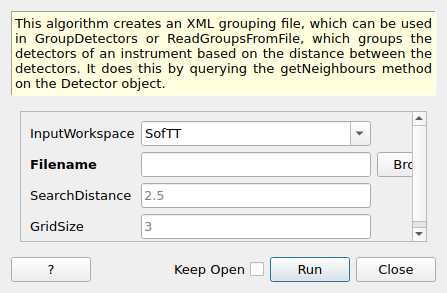 This algorithm creates an XML grouping file, which can be used
in GroupDetectors or ReadGroupsFromFile, which groups the
detectors of an instrument based on the distance between the
detectors. It does this by querying the getNeighbours method
on the Detector object.
InputWorkspace SofTT
Filename Bro
SearchDistance 2.5
GridSize 3
? Keep Open Run Close